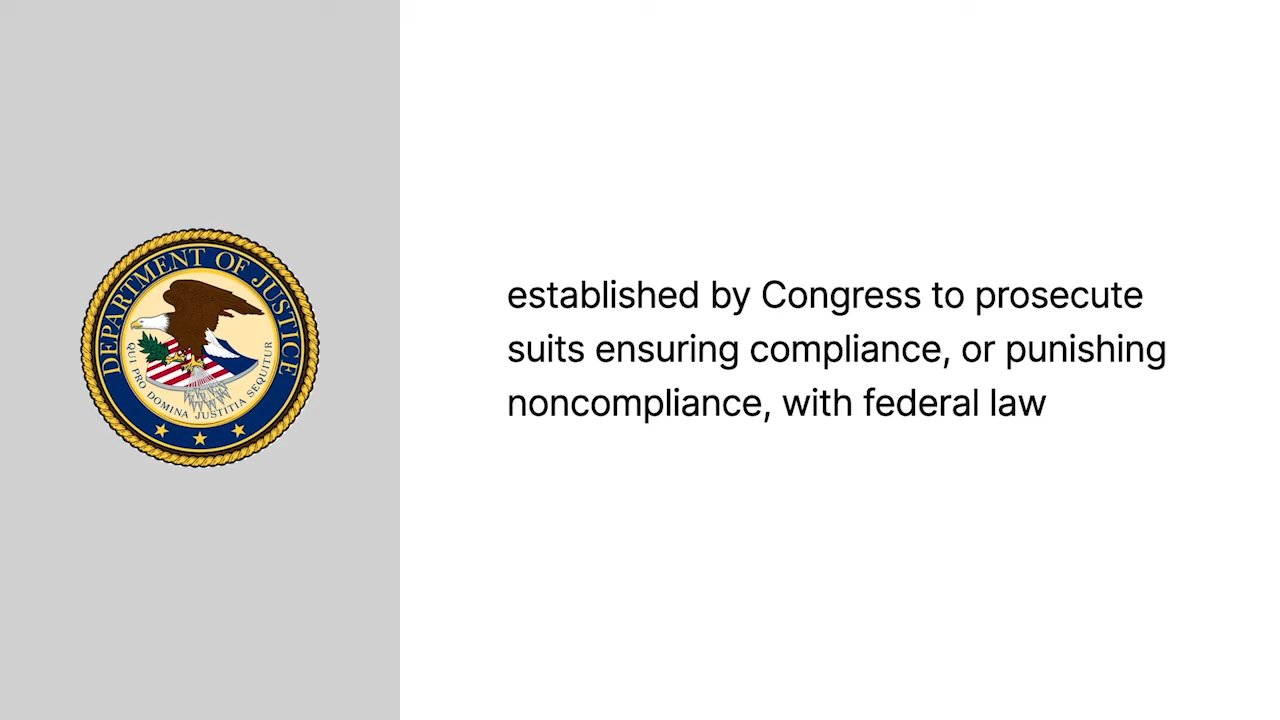 DEPARTMENT OF JUSTICE
QUI PRO DOMINA JUSTITIA SEQUITUR
established by Congress to prosecute
suits ensuring compliance, or punishing
noncompliance, with federal law